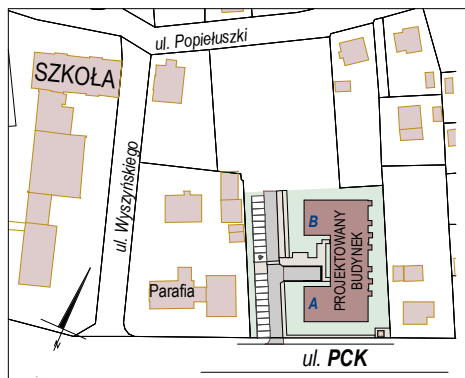 ul. Popiełuszki
SZKOŁA
ul. Wyszyńskiego
B
PROJEKTOWANY
BUDYNEK
A
Parafia
N
ul. PCK